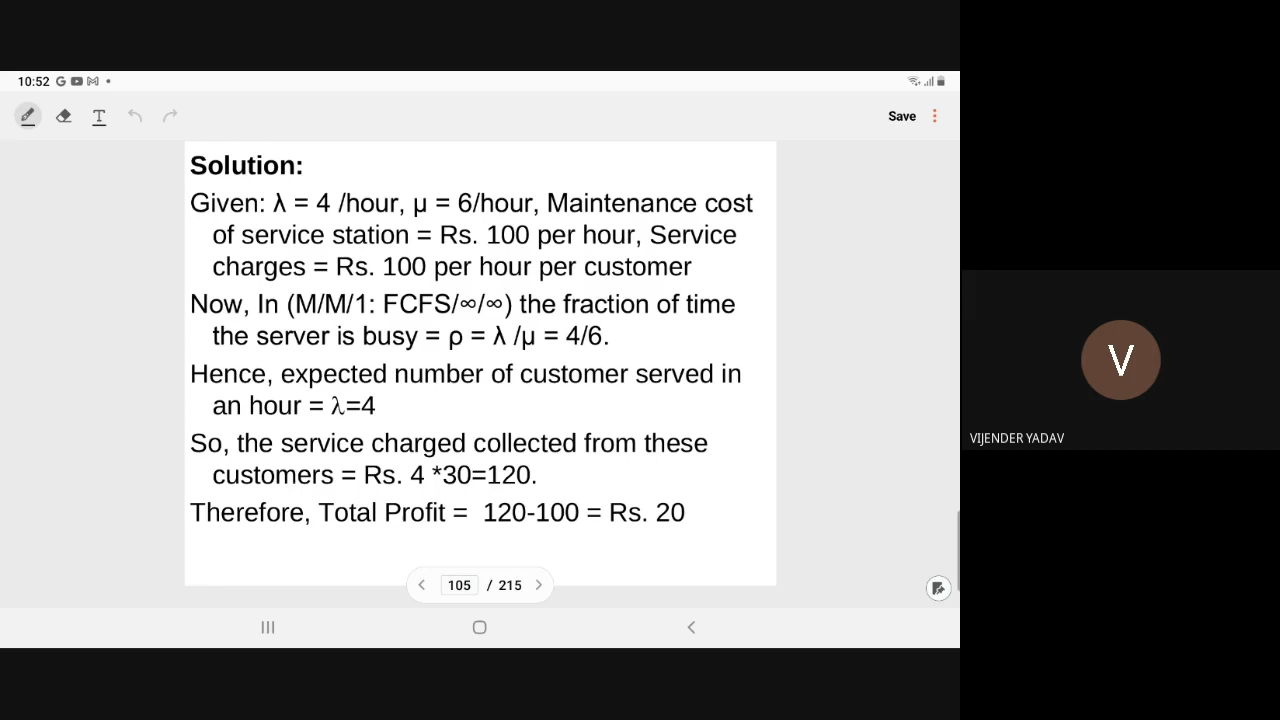 10:52
Save
Solution:
Given: λ = 4 /hour, μ = 6/hour, Maintenance cost
of service station = Rs. 100 per hour, Service
charges = Rs. 100 per hour per customer
Now, In (M/M/1: FCFS/∞/∞) the fraction of time
the server is busy = ρ = λ /μ = 4/6.
Hence, expected number of customer served in
an hour = λ=4
So, the service charged collected from these
customers = Rs. 4 *30=120.
Therefore, Total Profit = 120-100 = Rs. 20
105 / 215
V
VIJENDER YADAV